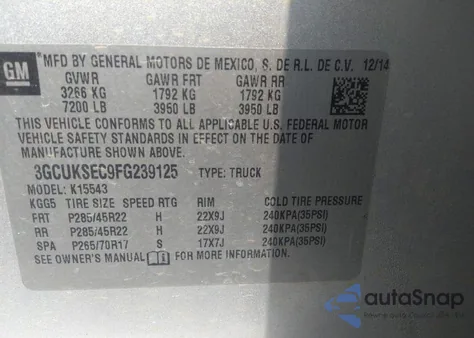 GM
MFD BY GENERAL MOTORS DE MEXICO, S. DE R.L. DE C.V. 12/14
GVWR GAWR FRT GAWR RR
3266 KG 1792 KG 1792 KG
7200 LB 3950 LB 3950 LB
THIS VEHICLE CONFORMS TO ALL APPLICABLE U.S. FEDERAL MOTOR
VEHICLE SAFETY STANDARDS IN EFFECT ON THE DATE OF
MANUFACTURE SHOWN ABOVE.
3GCUKSEC9FG239125 TYPE: TRUCK
MODEL: K15543
KGG5 TIRE SIZE SPEED RTG RIM COLD TIRE PRESSURE
FRT P285/45R22 H 22X9J 240KPA(35PSI)
RR P285/45R22 H 22X9J 240KPA(35PSI)
SPA P265/70R17 S 17X7J 240KPA(35PSI)
SEE OWNER'S MANUAL FOR MORE INFORMATION.
autoSnap